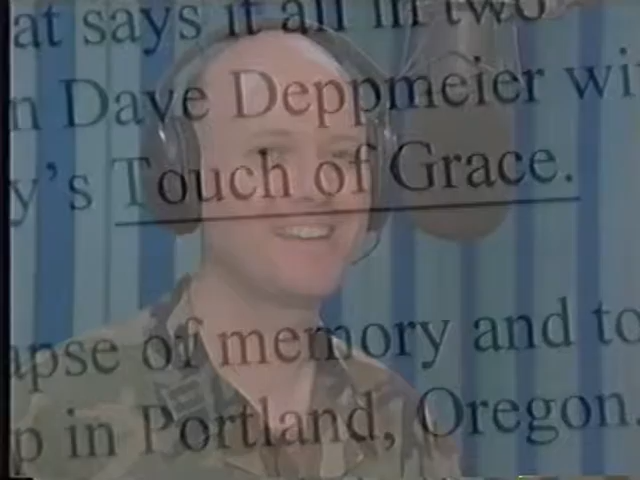 at says it all in two
n Dave Deppmeier wi
y's Touch of Grace.
apse of memory and to
p in Portland, Oregon.